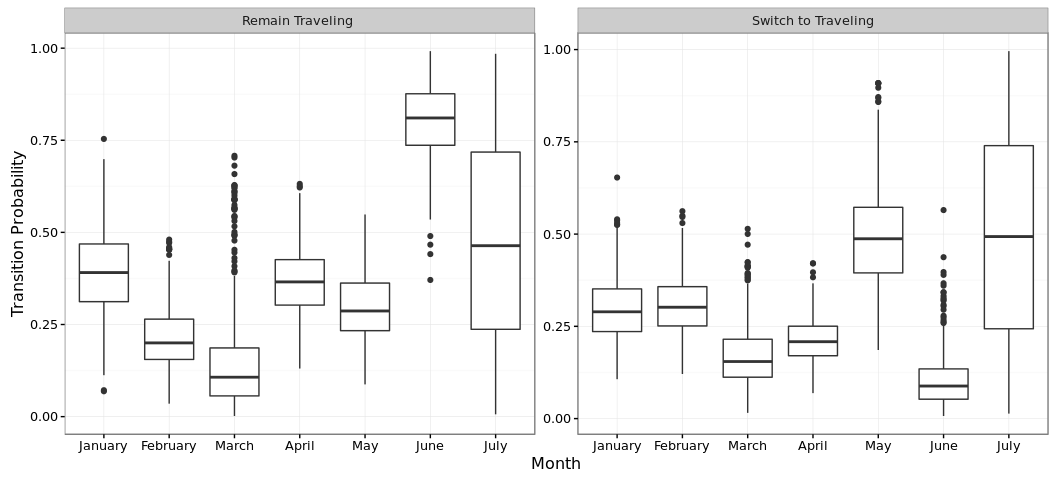 Remain Traveling
Switch to Traveling
Transition Probability
1.00
0.75
0.50
0.25
0.00
1.00
0.75
0.50
0.25
0.00
January February March April May June July
January February March April May June July
Month